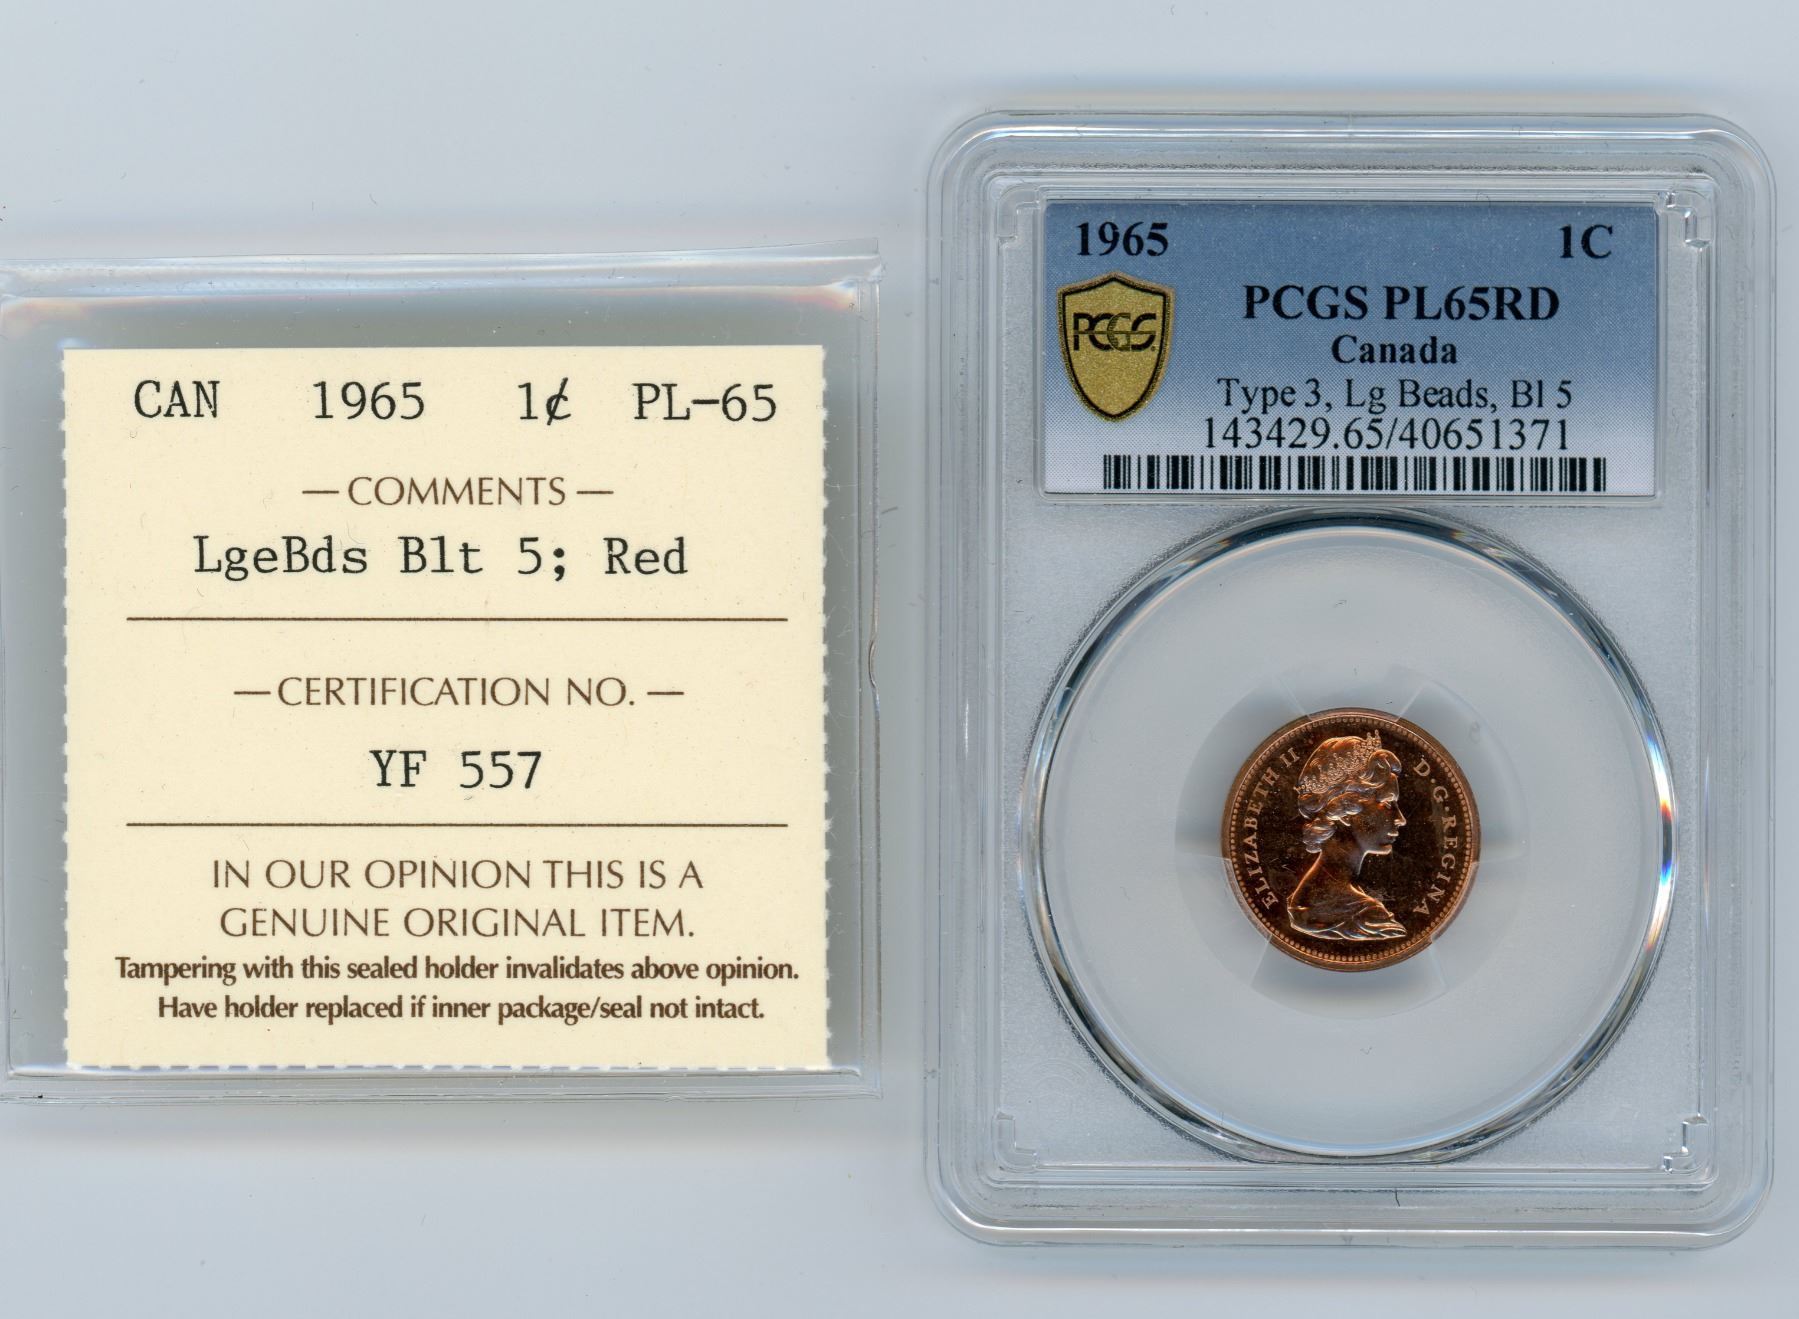 CAN 1965 1¢ PL-65
— COMMENTS —
LgeBds Blt 5; Red
— CERTIFICATION NO. —
YF 557
IN OUR OPINION THIS IS A
GENUINE ORIGINAL ITEM.
Tampering with this sealed holder invalidates above opinion.
Have holder replaced if inner package/seal not intact.
1965 1C
PCGS PL65RD
Canada
Type 3, Lg Beads, Bl 5
143429.65/40651371
PCGS
ELIZABETH II D·G·REGINA